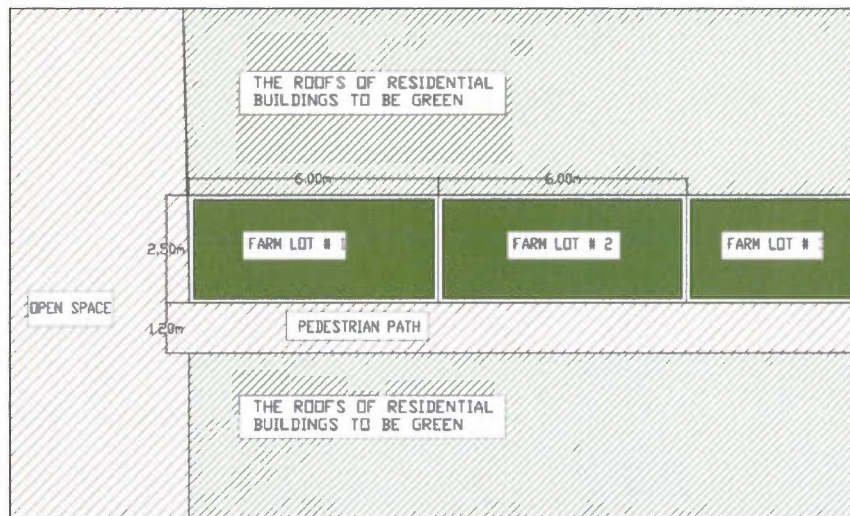 THE ROOFS OF RESIDENTIAL
BUILDINGS TO BE GREEN
6.00m
6.00m
2.50m
FARM LOT # 1
FARM LOT # 2
FARM LOT #
OPEN SPACE
1.20m
PEDESTRIAN PATH
THE ROOFS OF RESIDENTIAL
BUILDINGS TO BE GREEN